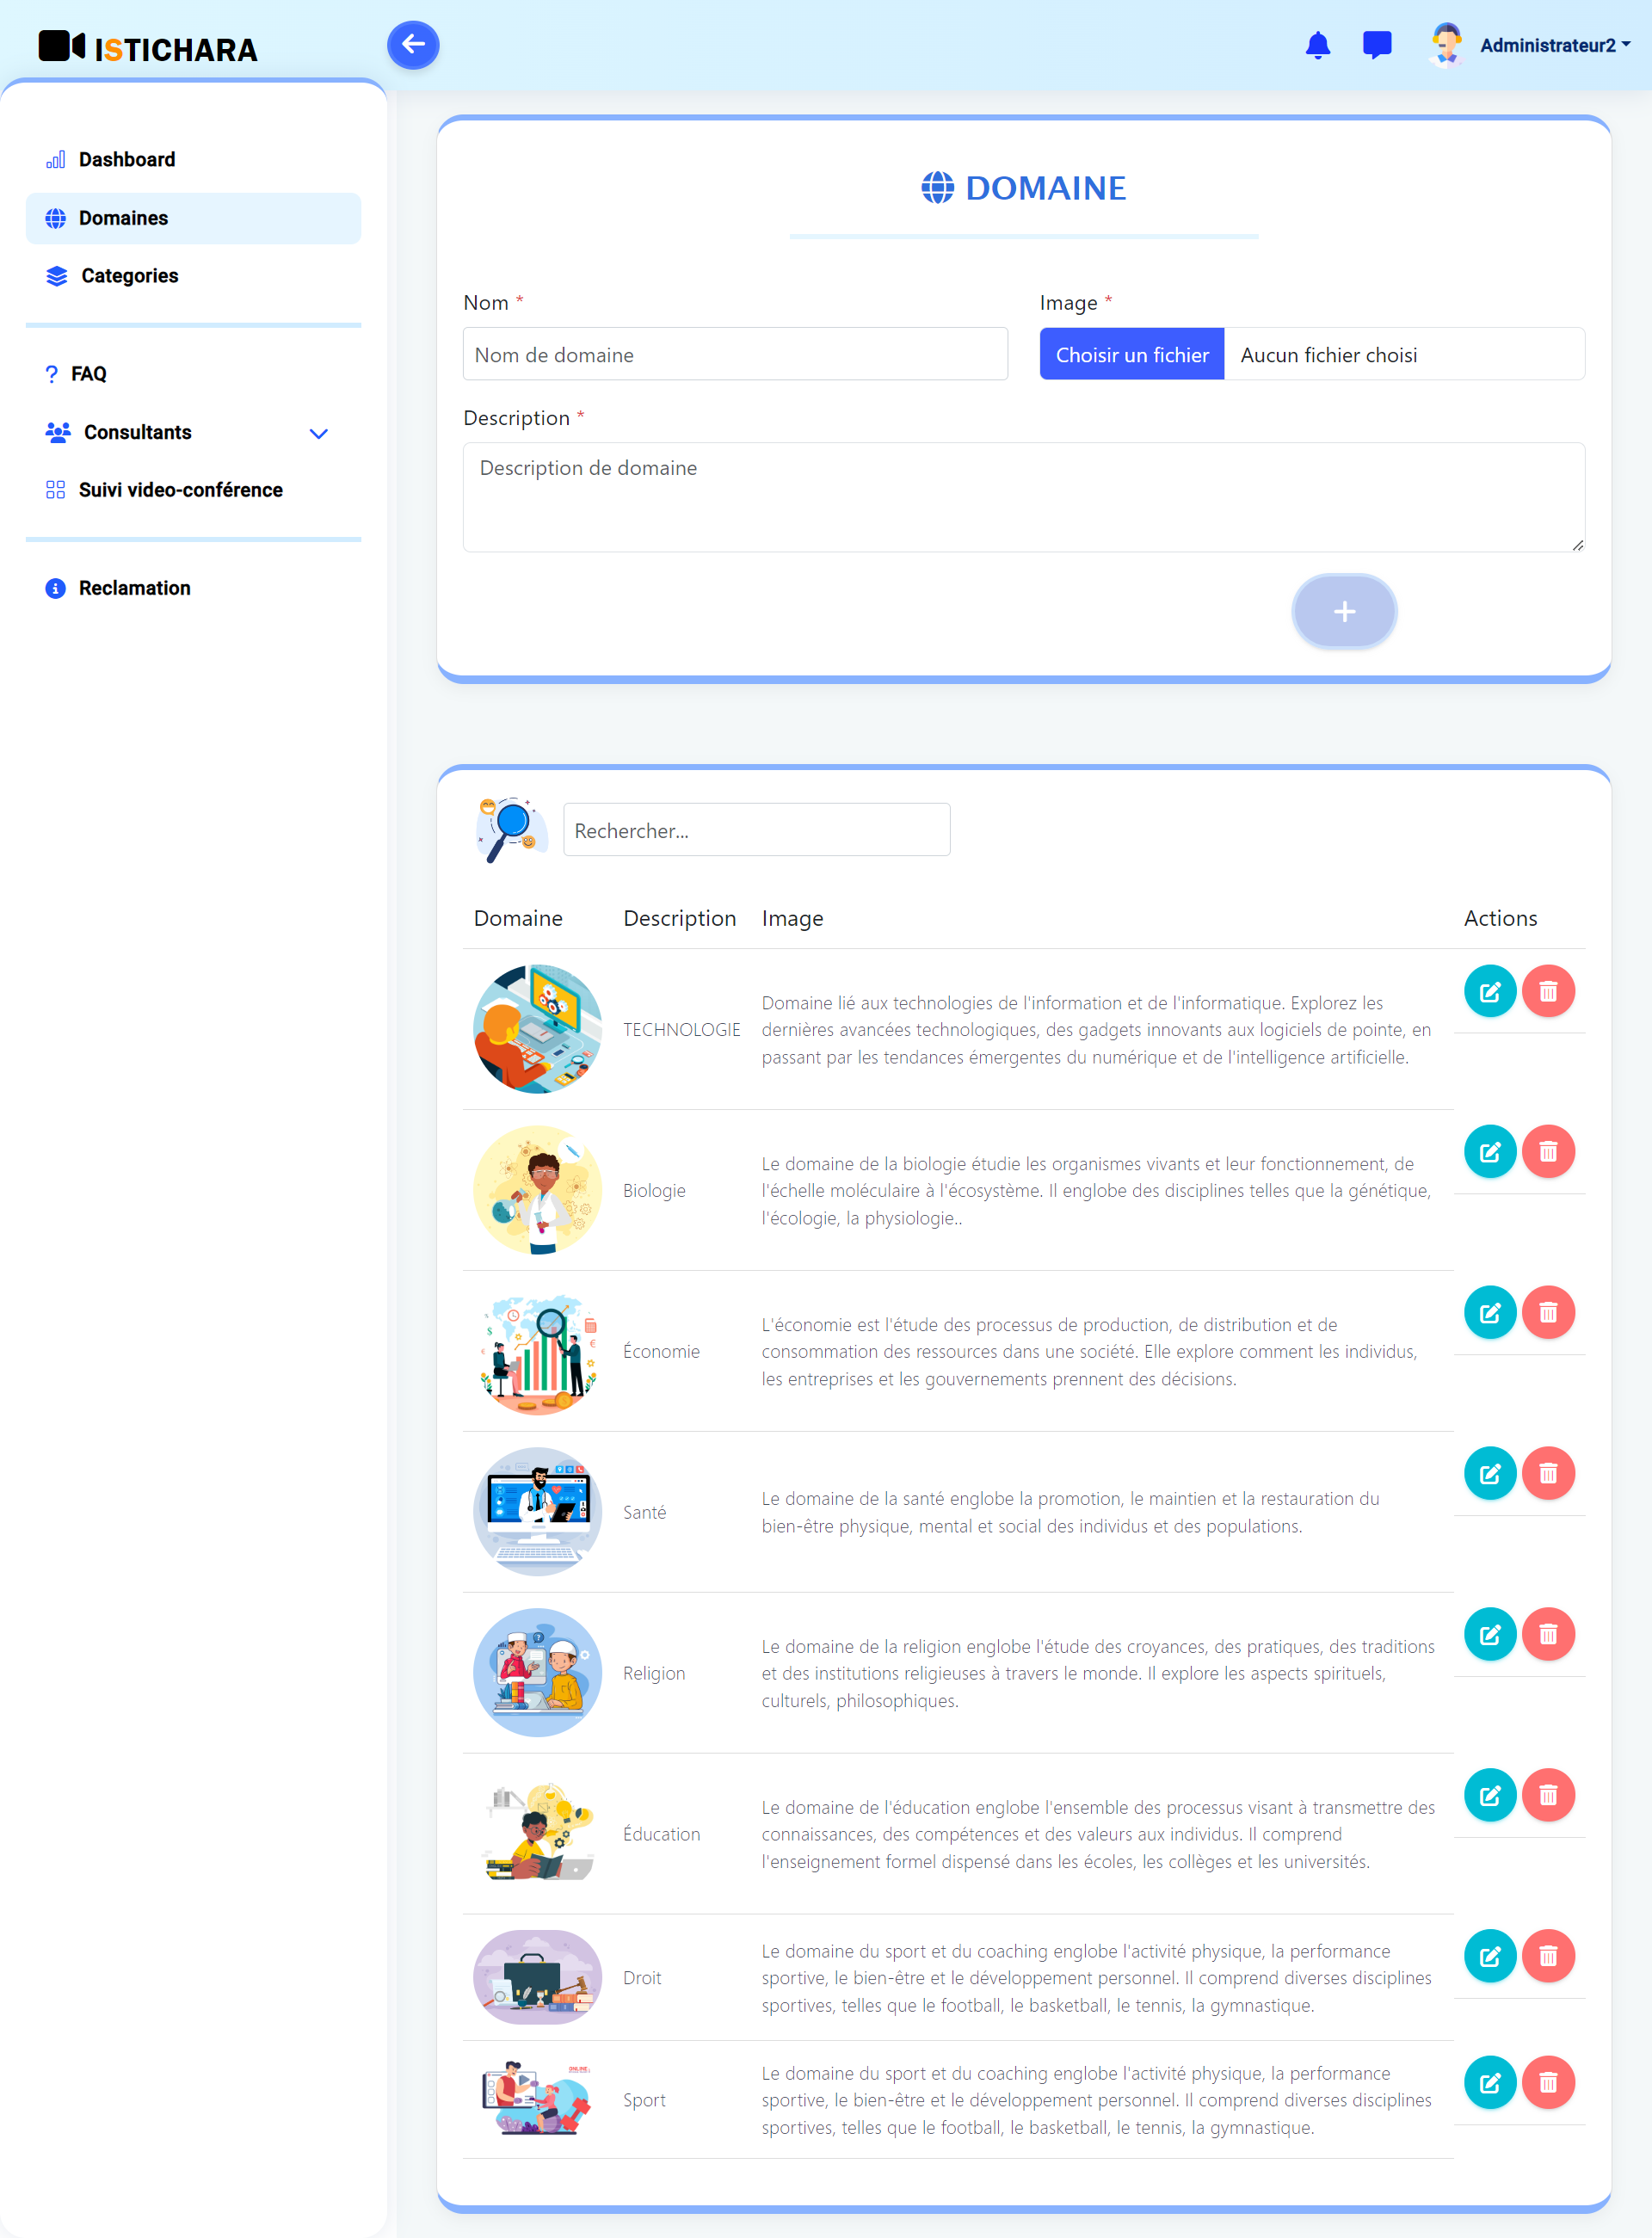 ISTICHARA
Administrateur2
Dashboard
Domaines
Categories
FAQ
Consultants
Suivi video-conférence
Reclamation
DOMAINE
Nom *
Image *
Nom de domaine
Choisir un fichier
Aucun fichier choisi
Description *
Description de domaine
Rechercher...
Domaine
Description
Image
Actions
TECHNOLOGIE
Domaine lié aux technologies de l'information et de l'informatique. Explorez les
dernières avancées technologiques, des gadgets innovants aux logiciels de pointe, en
passant par les tendances émergentes du numérique et de l'intelligence artificielle.
Biologie
Le domaine de la biologie étudie les organismes vivants et leur fonctionnement, de
l'échelle moléculaire à l'écosystème. Il englobe des disciplines telles que la génétique,
l'écologie, la physiologie..
Économie
L'économie est l'étude des processus de production, de distribution et de
consommation des ressources dans une société. Elle explore comment les individus,
les entreprises et les gouvernements prennent des décisions.
Santé
Le domaine de la santé englobe la promotion, le maintien et la restauration du
bien-être physique, mental et social des individus et des populations.
Religion
Le domaine de la religion englobe l'étude des croyances, des pratiques, des traditions
et des institutions religieuses à travers le monde. Il explore les aspects spirituels,
culturels, philosophiques.
Éducation
Le domaine de l'éducation englobe l'ensemble des processus visant à transmettre des
connaissances, des compétences et des valeurs aux individus. Il comprend
l'enseignement formel dispensé dans les écoles, les collèges et les universités.
Droit
Le domaine du sport et du coaching englobe l'activité physique, la performance
sportive, le bien-être et le développement personnel. Il comprend diverses disciplines
sportives, telles que le football, le basketball, le tennis, la gymnastique.
ONLINE
Sport
Le domaine du sport et du coaching englobe l'activité physique, la performance
sportive, le bien-être et le développement personnel. Il comprend diverses disciplines
sportives, telles que le football, le basketball, le tennis, la gymnastique.